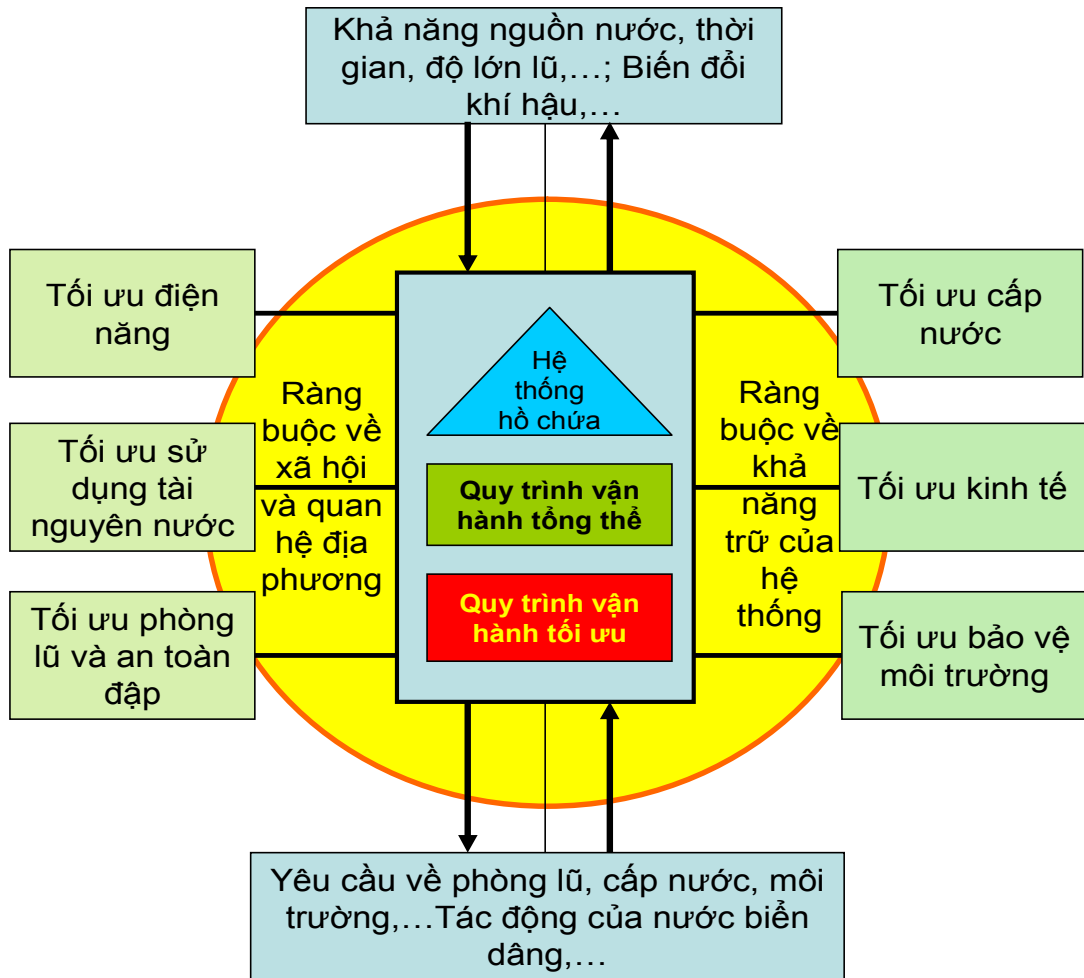 Khả năng nguồn nước, thời
gian, độ lớn lũ,…; Biến đổi
khí hậu,…
Tối ưu điện
năng
Tối ưu sử
dụng tài
nguyên nước
Tối ưu phòng
lũ và an toàn
đập
Ràng
buộc về
xã hội
và quan
hệ địa
phương
Hệ
thống
hồ chứa
Quy trình vận
hành tổng thể
Quy trình vận
hành tối ưu
Ràng
buộc về
khả
năng
trữ của
hệ
thống
Tối ưu cấp
nước
Tối ưu kinh tế
Tối ưu bảo vệ
môi trường
Yêu cầu về phòng lũ, cấp nước, môi
trường,…Tác động của nước biển
dâng,…